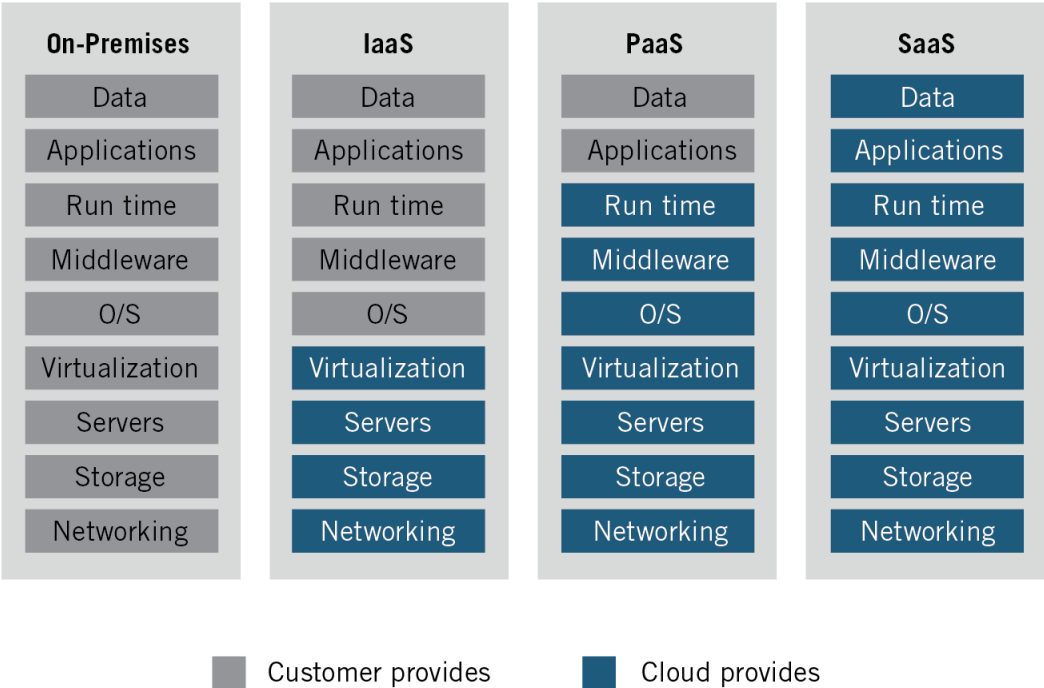 On-Premises
Data
Applications
Run time
Middleware
O/S
Virtualization
Servers
Storage
Networking
IaaS
Data
Applications
Run time
Middleware
O/S
Virtualization
Servers
Storage
Networking
PaaS
Data
Applications
Run time
Middleware
O/S
Virtualization
Servers
Storage
Networking
SaaS
Data
Applications
Run time
Middleware
O/S
Virtualization
Servers
Storage
Networking
Customer provides
Cloud provides